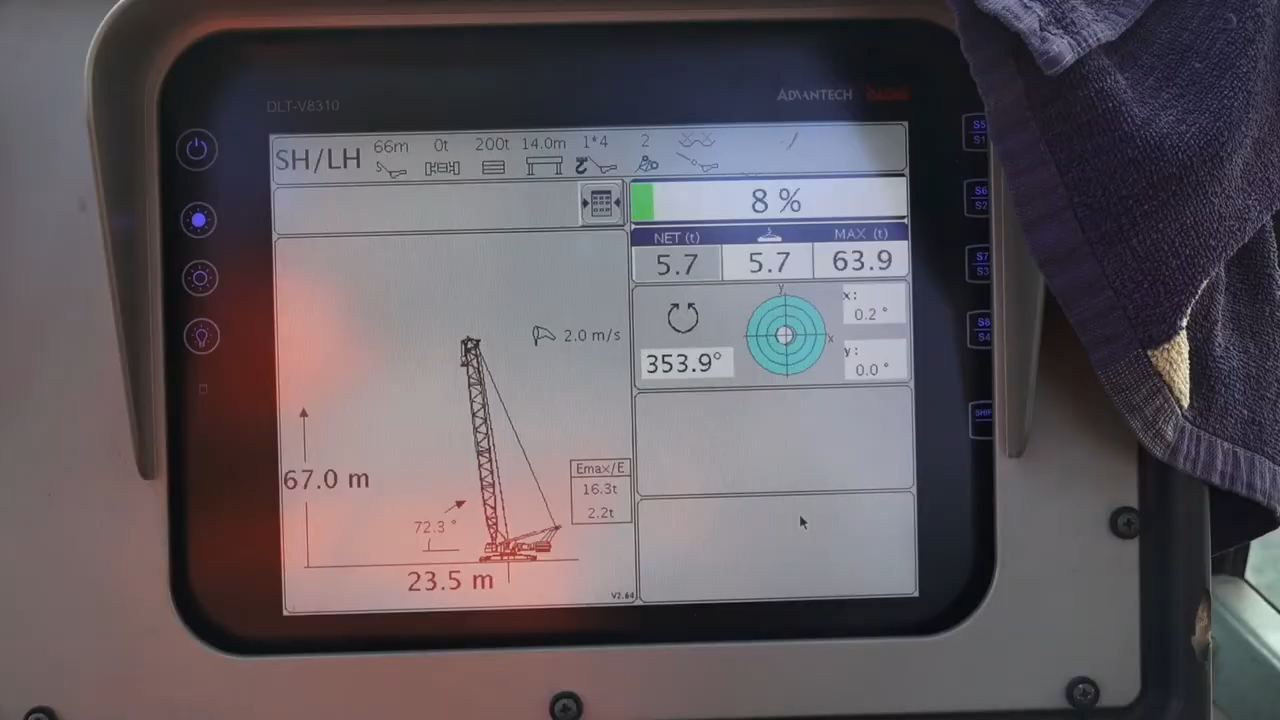 DLT-V8310
ADVANTECH
SH/LH 66m 0t 200t 14.0m 1*4 2
8 %
NET (t) MAX (t)
5.7 5.7 63.9
2.0 m/s
y
x
353.9°
x:
0.2 °
y:
0.0 °
67.0 m
72.3 °
23.5 m
Emax/E
16.3t
2.2t
V2.64
S5
S1
S6
S2
S7
S3
S8
S4
SHIFT